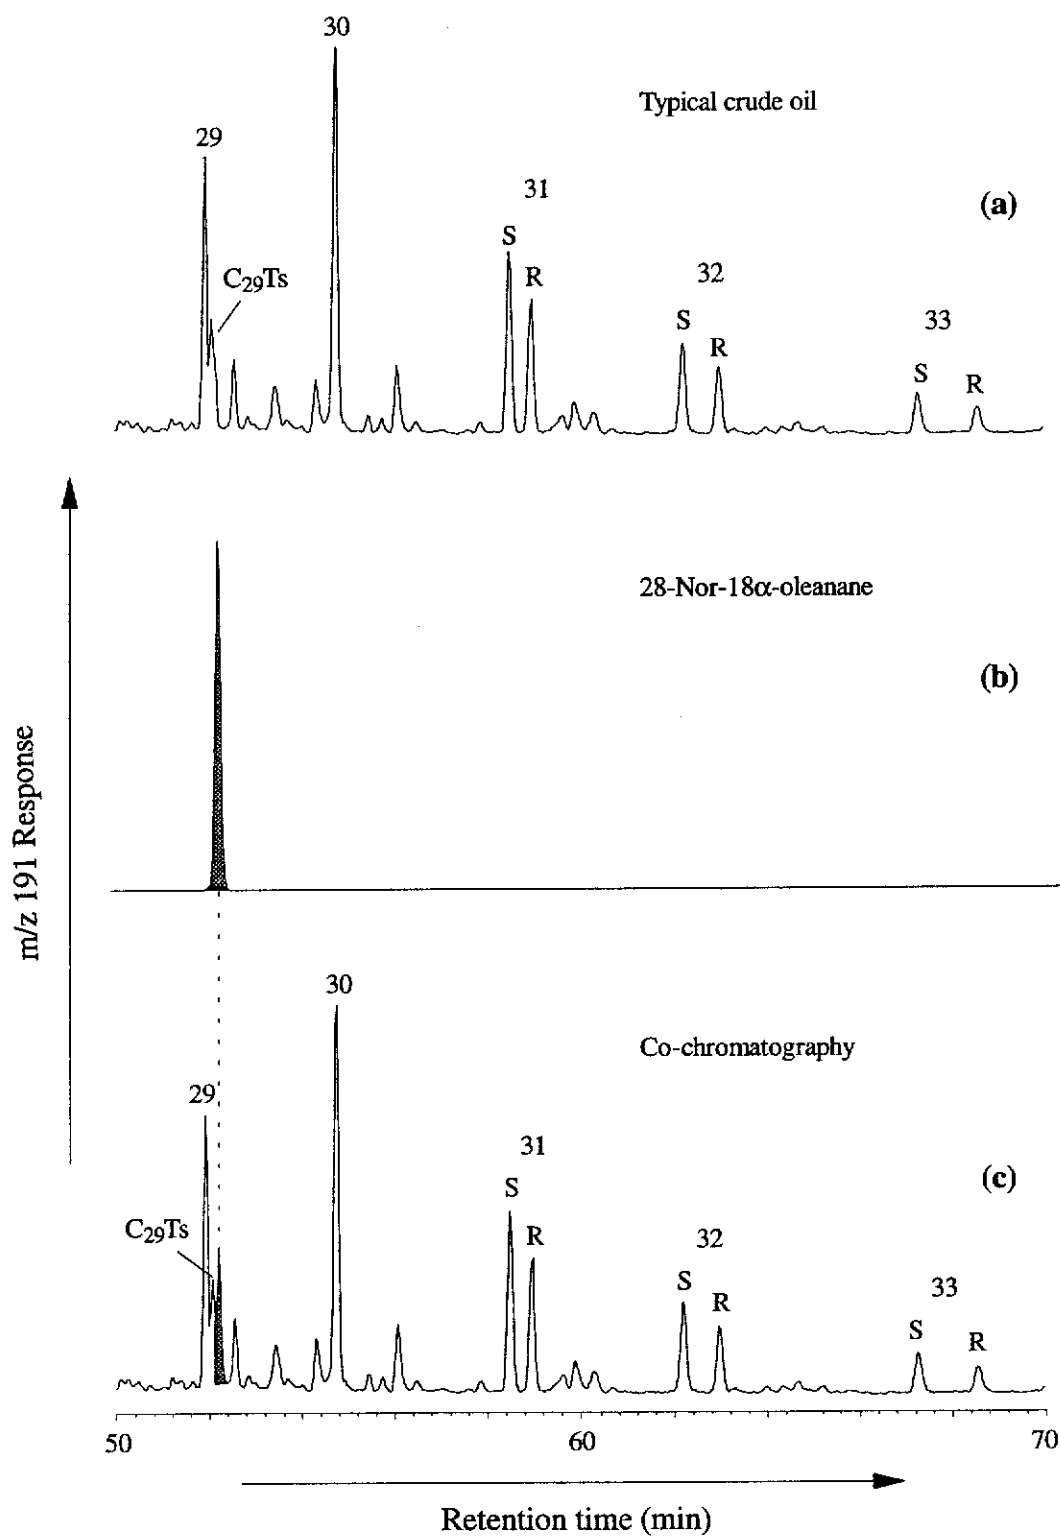 30
Typical crude oil
29
(a)
31
S
C₂₉Ts
R
32
S
R
33
S
R
28-Nor-18α-oleanane
(b)
m/z 191 Response
30
Co-chromatography
29
31
(c)
S
C₂₉Ts
R
32
S
R
33
S
R
50 60 70
Retention time (min)